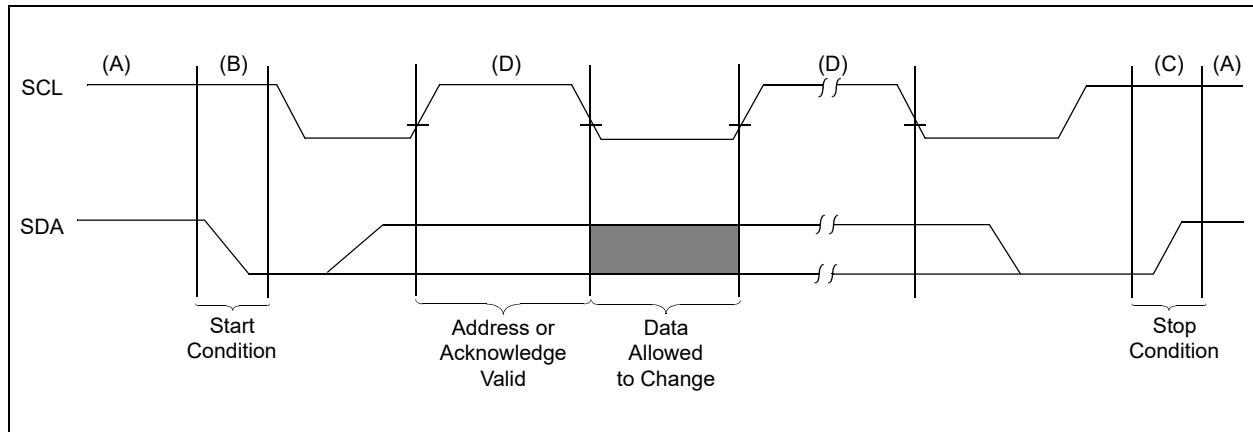 (A) (B) (D) (D) (C) (A)
SCL
SDA
Start
Condition
Address or
Acknowledge
Valid
Data
Allowed
to Change
Stop
Condition